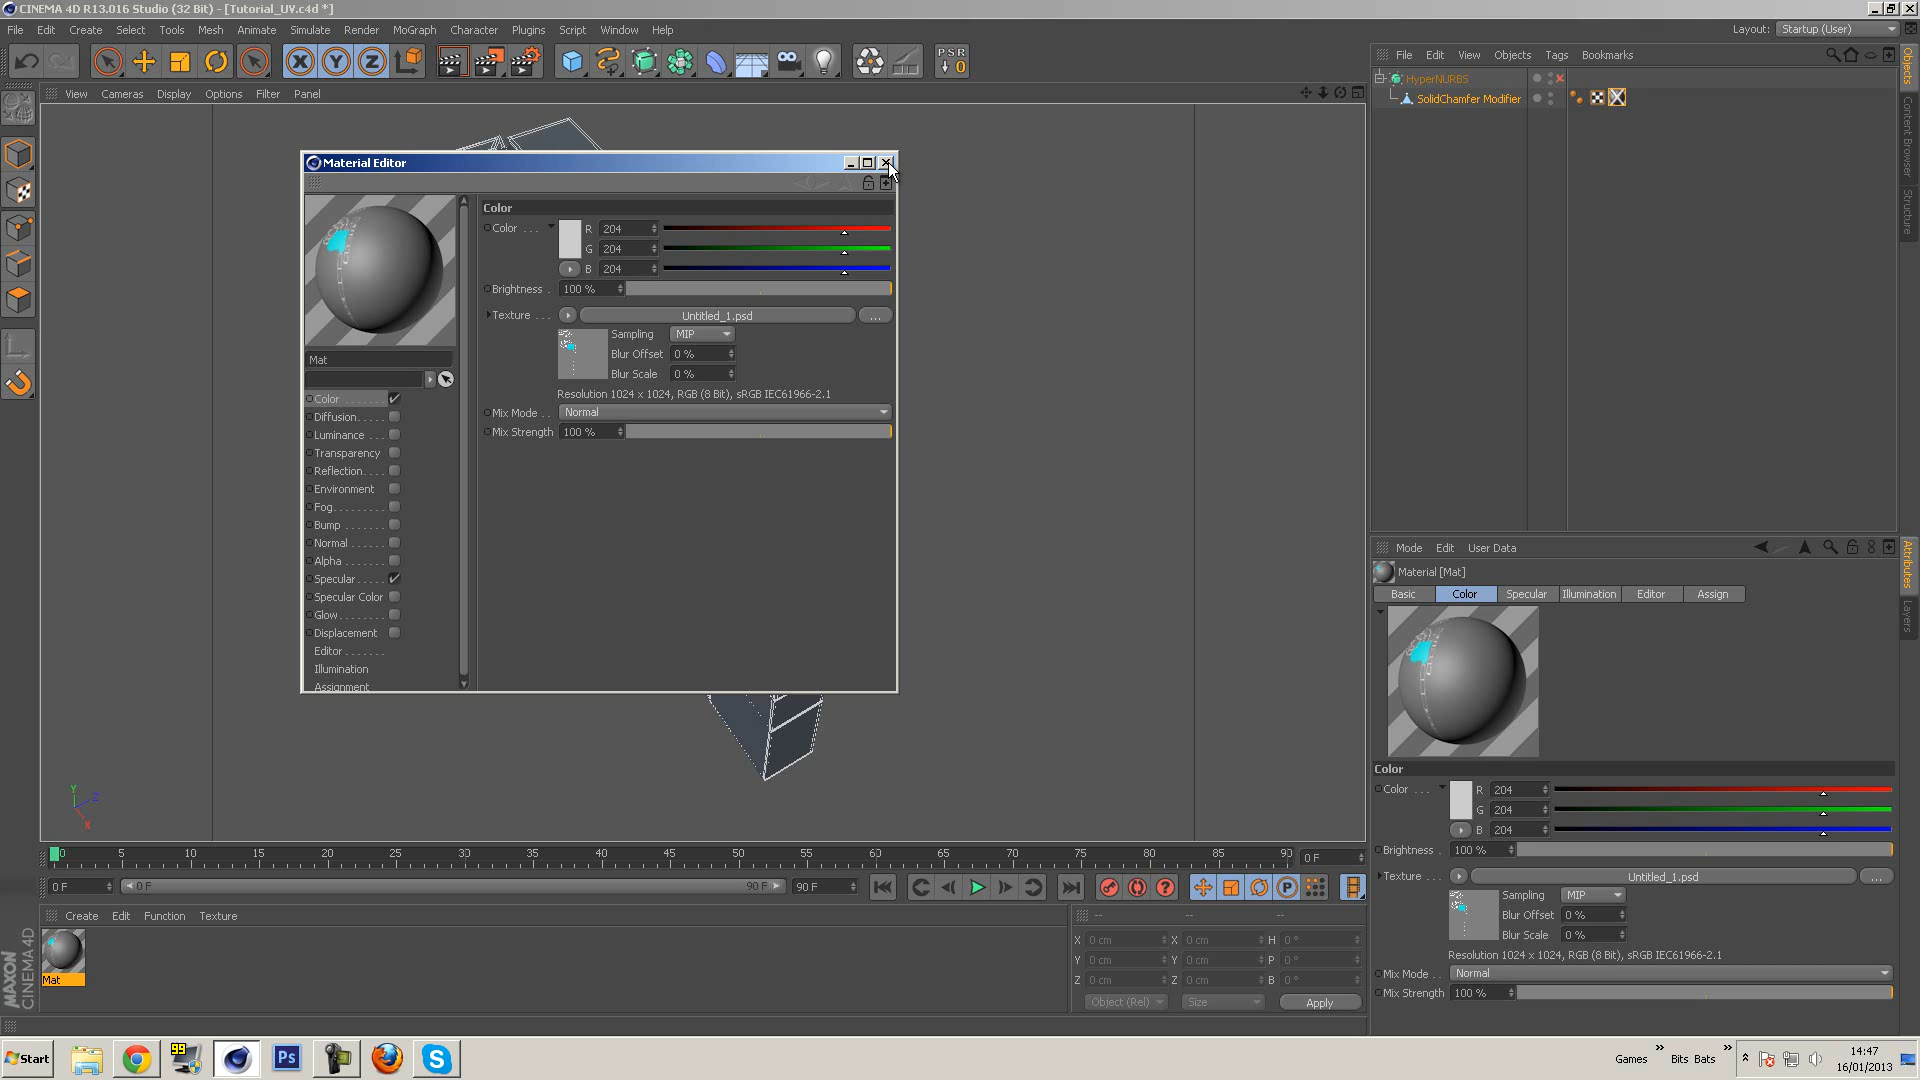 CINEMA 4D R13.016 Studio (32 Bit) - [Tutorial_UV.c4d *]
File Edit Create Select Tools Mesh Animate Simulate Render MoGraph Character Plugins Script Window Help
Layout: Startup (User)
X Y Z PSR 0
View Cameras Display Options Filter Panel
File Edit View Objects Tags Bookmarks
HyperNURBS
SolidChamfer Modifier
Objects
Content Browser
Structure
Material Editor
Color
Color . . . R 204
G 204
B 204
Brightness . 100 %
Texture . . . Untitled_1.psd ...
Sampling MIP
Blur Offset 0 %
Blur Scale 0 %
Resolution 1024 x 1024, RGB (8 Bit), sRGB IEC61966-2.1
Mix Mode . . Normal
Mix Strength 100 %
Mat
Color
Diffusion
Luminance
Transparency
Reflection
Environment
Fog
Bump
Normal
Alpha
Specular
Specular Color
Glow
Displacement
Editor
Illumination
Assignment
Y Z X
Mode Edit User Data
Material [Mat]
Basic Color Specular Illumination Editor Assign
Color
Color . . . R 204
G 204
B 204
Brightness . 100 %
Texture . . . Untitled_1.psd ...
Sampling MIP
Blur Offset 0 %
Blur Scale 0 %
Resolution 1024 x 1024, RGB (8 Bit), sRGB IEC61966-2.1
Mix Mode . . Normal
Mix Strength 100 %
Attributes
Layers
0 5 10 15 20 25 30 35 40 45 50 55 60 65 70 75 80 85 90 0 F
0 F 0 F 90 F 90 F
Create Edit Function Texture
Mat
MAXON
CINEMA 4D
-- -- --
X 0 cm X 0 cm H 0 °
Y 0 cm Y 0 cm P 0 °
Z 0 cm Z 0 cm B 0 °
Object (Rel) Size Apply
Start 99 Ps Games » Bits Bats »
14:47
16/01/2013